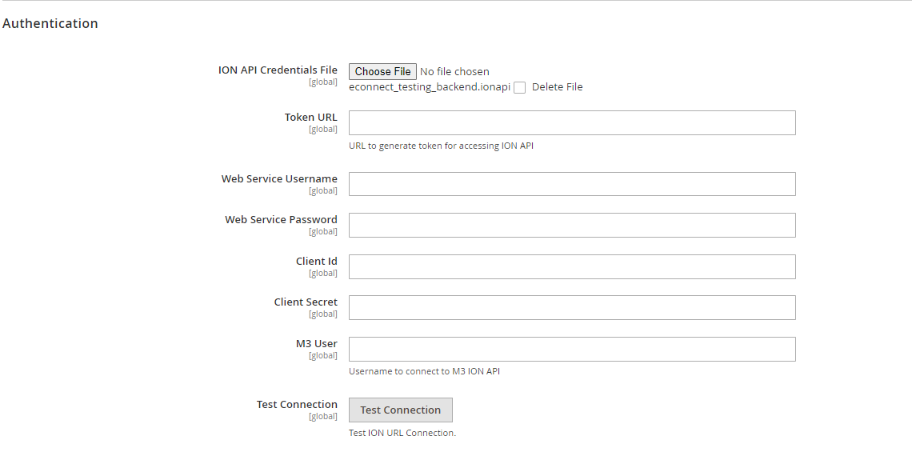 Authentication
ION API Credentials File
[global]
Choose File No file chosen
econnect_testing_backend.ionapi Delete File
Token URL
[global]
URL to generate token for accessing ION API
Web Service Username
[global]
Web Service Password
[global]
Client Id
[global]
Client Secret
[global]
M3 User
[global]
Username to connect to M3 ION API
Test Connection
[global]
Test Connection
Test ION URL Connection.